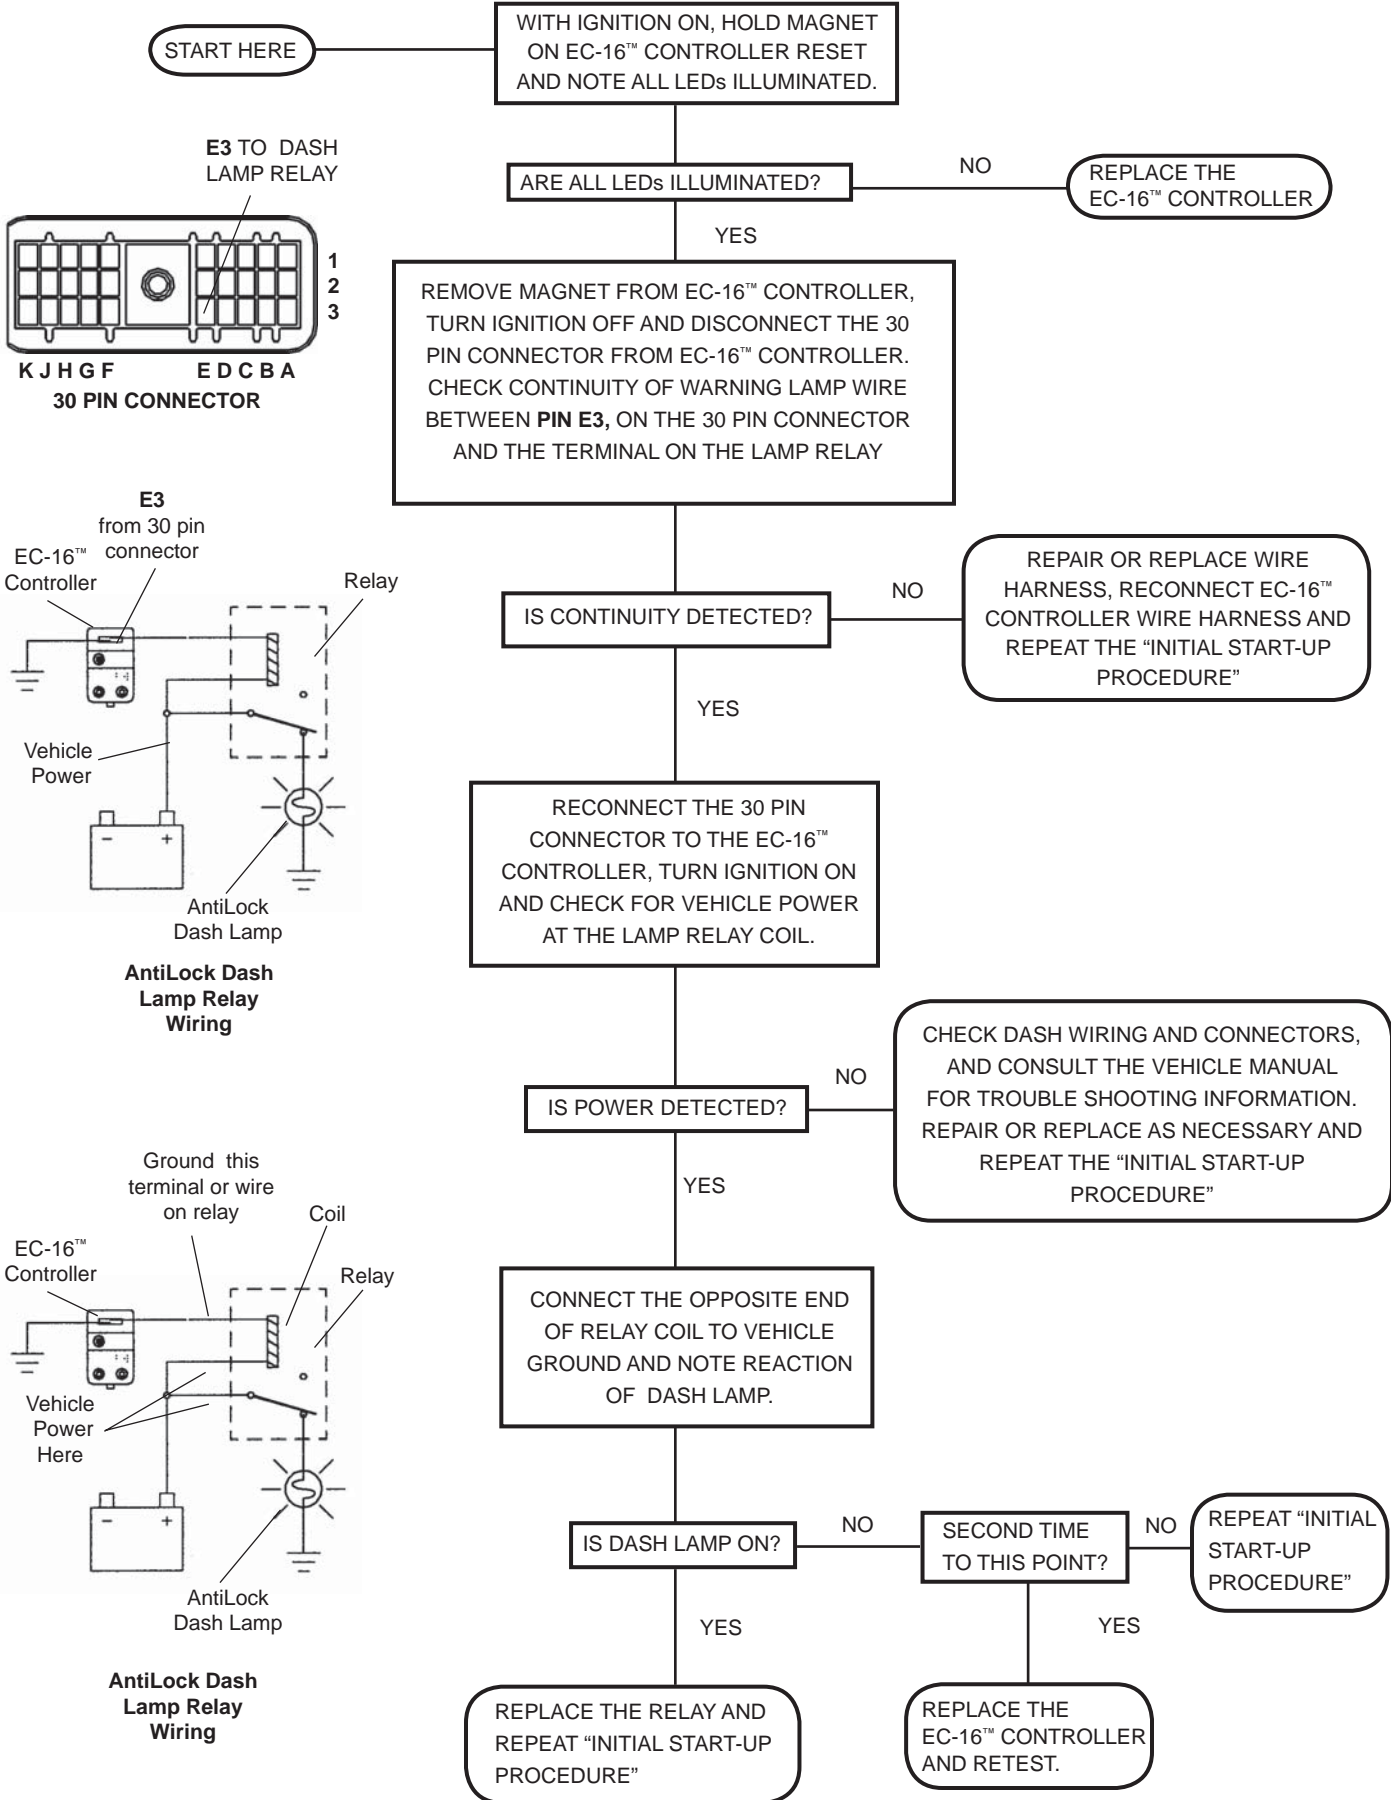 START HERE
WITH IGNITION ON, HOLD MAGNET
ON EC-16™ CONTROLLER RESET
AND NOTE ALL LEDs ILLUMINATED.
E3 TO DASH
LAMP RELAY
1
2
3
K J H G F
E D C B A
30 PIN CONNECTOR
ARE ALL LEDs ILLUMINATED?
NO
REPLACE THE
EC-16™ CONTROLLER
YES
REMOVE MAGNET FROM EC-16™ CONTROLLER,
TURN IGNITION OFF AND DISCONNECT THE 30
PIN CONNECTOR FROM EC-16™ CONTROLLER.
CHECK CONTINUITY OF WARNING LAMP WIRE
BETWEEN PIN E3, ON THE 30 PIN CONNECTOR
AND THE TERMINAL ON THE LAMP RELAY
E3
from 30 pin
connector
EC-16™
Controller
Relay
Vehicle
Power
-
+
AntiLock
Dash Lamp
AntiLock Dash
Lamp Relay
Wiring
IS CONTINUITY DETECTED?
NO
REPAIR OR REPLACE WIRE
HARNESS, RECONNECT EC-16™
CONTROLLER WIRE HARNESS AND
REPEAT THE “INITIAL START-UP
PROCEDURE”
YES
RECONNECT THE 30 PIN
CONNECTOR TO THE EC-16™
CONTROLLER, TURN IGNITION ON
AND CHECK FOR VEHICLE POWER
AT THE LAMP RELAY COIL.
IS POWER DETECTED?
NO
CHECK DASH WIRING AND CONNECTORS,
AND CONSULT THE VEHICLE MANUAL
FOR TROUBLE SHOOTING INFORMATION.
REPAIR OR REPLACE AS NECESSARY AND
REPEAT THE “INITIAL START-UP
PROCEDURE”
YES
Ground this
terminal or wire
on relay
Coil
EC-16™
Controller
Relay
Vehicle
Power
Here
-
+
AntiLock
Dash Lamp
AntiLock Dash
Lamp Relay
Wiring
CONNECT THE OPPOSITE END
OF RELAY COIL TO VEHICLE
GROUND AND NOTE REACTION
OF DASH LAMP.
IS DASH LAMP ON?
NO
SECOND TIME
TO THIS POINT?
NO
REPEAT “INITIAL
START-UP
PROCEDURE”
YES
YES
REPLACE THE RELAY AND
REPEAT “INITIAL START-UP
PROCEDURE”
REPLACE THE
EC-16™ CONTROLLER
AND RETEST.